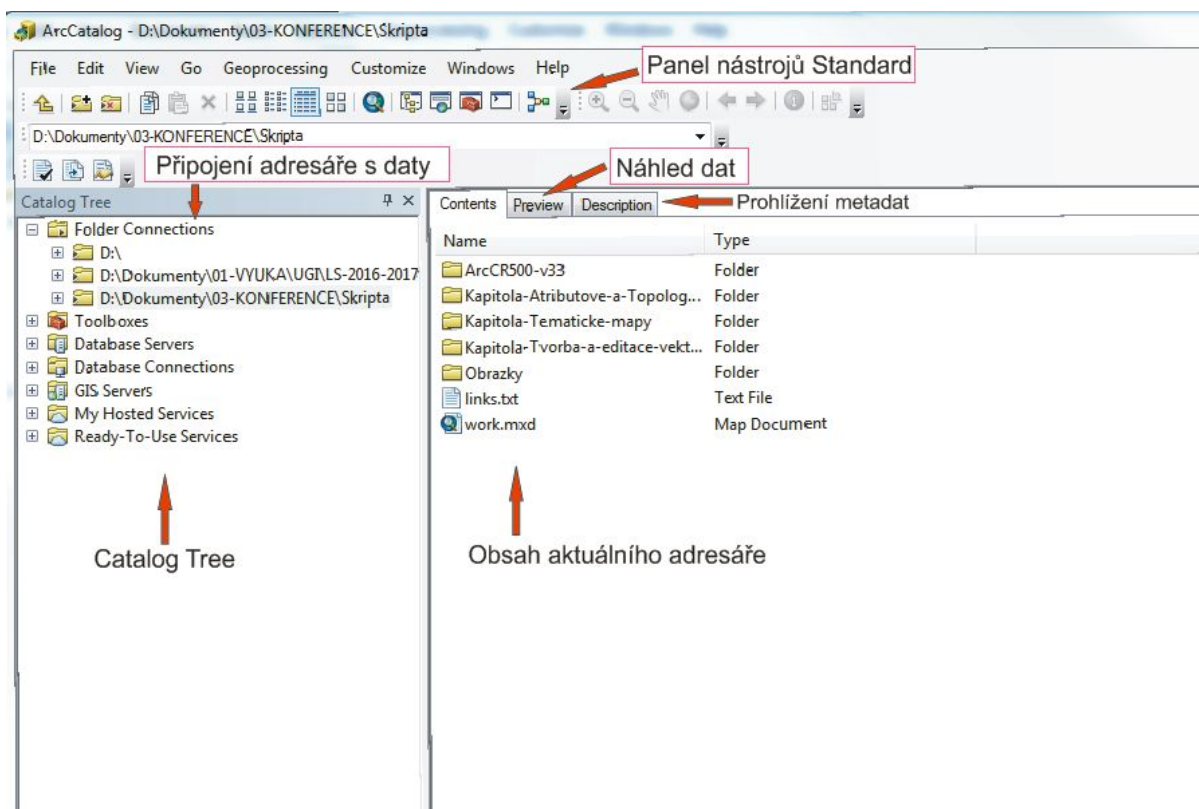 ArcCatalog - D:\Dokumenty\03-KONFERENCE\Skripta
File Edit View Go Geoprocessing Customize Windows Help
Panel nástrojů Standard
D:\Dokumenty\03-KONFERENCE\Skripta
Připojení adresáře s daty
Náhled dat
Catalog Tree
Contents Preview Description
Prohlížení metadat
Folder Connections
D:\
D:\Dokumenty\01-VYUKA\UGI\LS-2016-2017
D:\Dokumenty\03-KONFERENCE\Skripta
Toolboxes
Database Servers
Database Connections
GIS Servers
My Hosted Services
Ready-To-Use Services
Catalog Tree
Name Type
ArcCR500-v33 Folder
Kapitola-Atributove-a-Topolog... Folder
Kapitola-Tematicke-mapy Folder
Kapitola-Tvorba-a-editace-vekt... Folder
Obrazky Folder
links.txt Text File
work.mxd Map Document
Obsah aktuálního adresáře